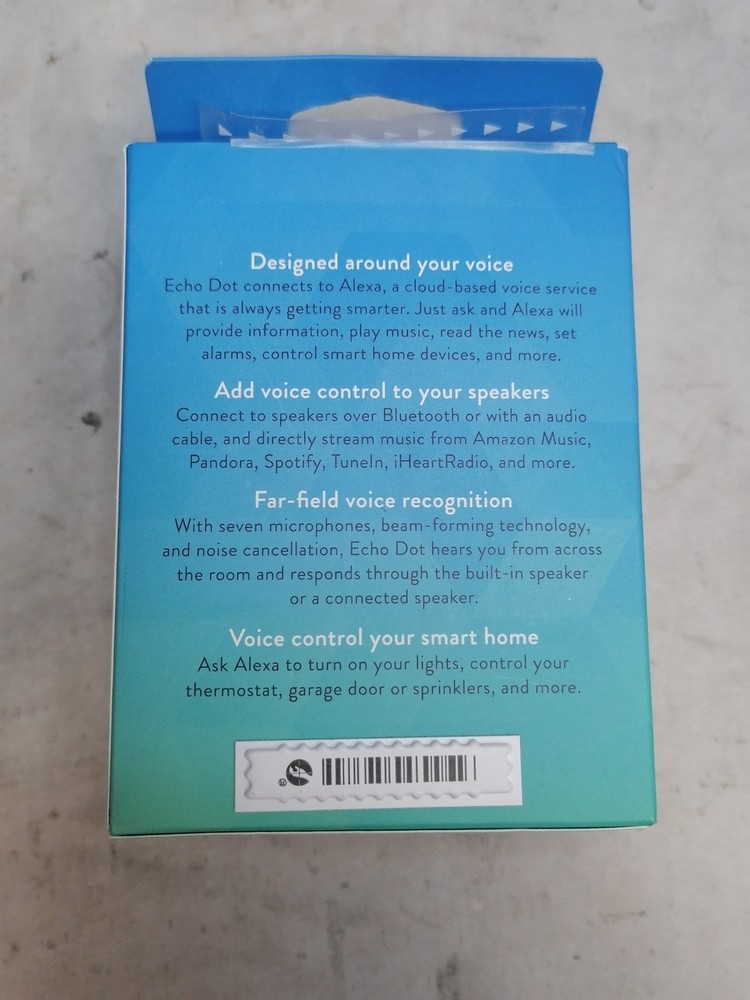 Designed around your voice
Echo Dot connects to Alexa, a cloud-based voice service
that is always getting smarter. Just ask and Alexa will
provide information, play music, read the news, set
alarms, control smart home devices, and more.
Add voice control to your speakers
Connect to speakers over Bluetooth or with an audio
cable, and directly stream music from Amazon Music,
Pandora, Spotify, TuneIn, iHeartRadio, and more.
Far-field voice recognition
With seven microphones, beam-forming technology,
and noise cancellation, Echo Dot hears you from across
the room and responds through the built-in speaker
or a connected speaker.
Voice control your smart home
Ask Alexa to turn on your lights, control your
thermostat, garage door or sprinklers, and more.
®